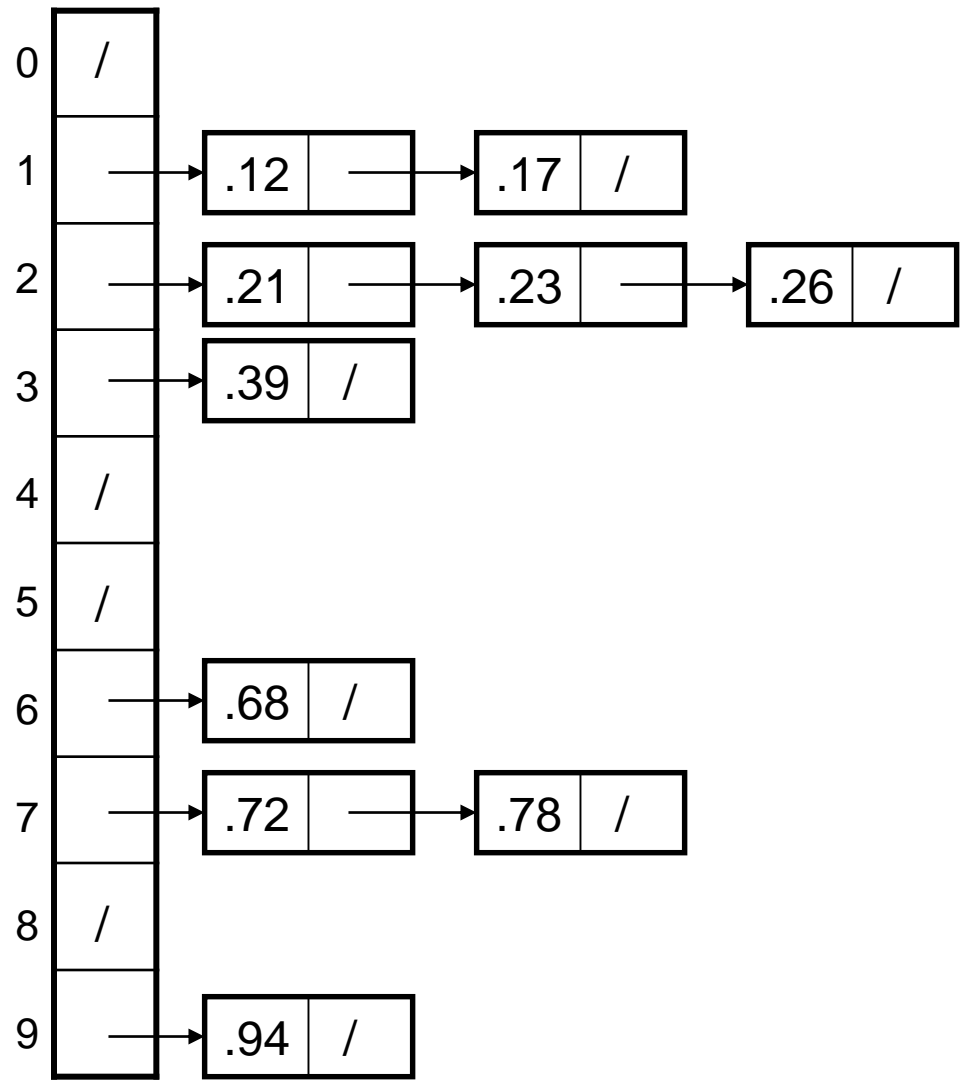 0 /
1 .12 .17 /
2 .21 .23 .26 /
3 .39 /
4 /
5 /
6 .68 /
7 .72 .78 /
8 /
9 .94 /